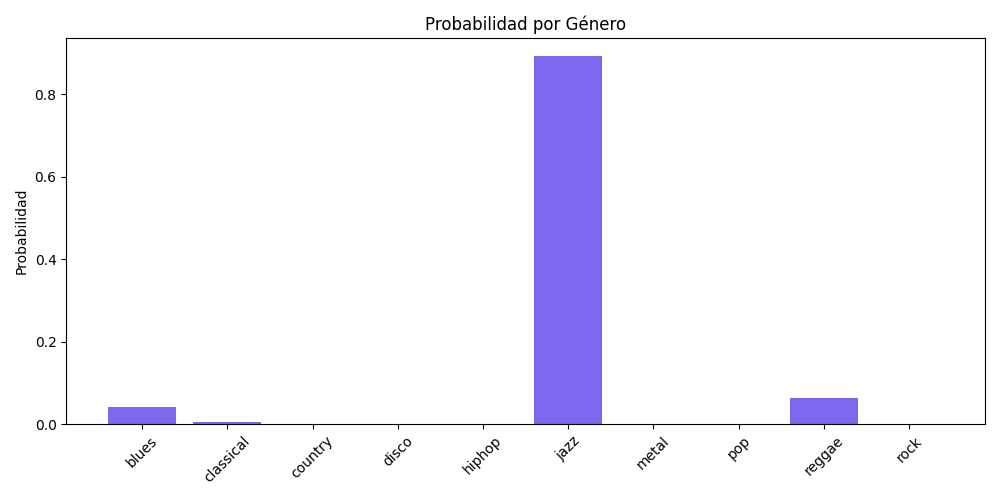 Probabilidad por Género
Probabilidad
0.8
0.6
0.4
0.2
0.0
blues
classical
country
disco
hiphop
jazz
metal
pop
reggae
rock